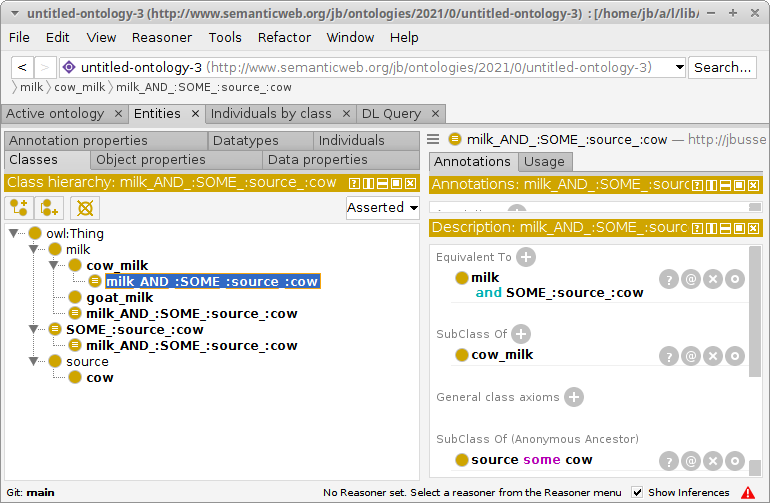 untitled-ontology-3 (http://www.semanticweb.org/jb/ontologies/2021/0/untitled-ontology-3) : [/home/jb/a/l/lib/
File Edit View Reasoner Tools Refactor Window Help
< > untitled-ontology-3 (http://www.semanticweb.org/jb/ontologies/2021/0/untitled-ontology-3) Search...
milk cow_milk milk_AND_:SOME_:source_:cow
Active ontology × Entities × Individuals by class × DL Query ×
Annotation properties Datatypes Individuals
Classes Object properties Data properties
Class hierarchy: milk_AND_:SOME_:source_:cow
Asserted
owl:Thing
milk
cow_milk
milk_AND_:SOME_:source_:cow
goat_milk
milk_AND_:SOME_:source_:cow
SOME_:source_:cow
milk_AND_:SOME_:source_:cow
source
cow
milk_AND_:SOME_:source_:cow — http://jbusse
Annotations Usage
Annotations: milk_AND_:SOME_:sourc
Description: milk_AND_:SOME_:sourc
Equivalent To
milk
and SOME_:source_:cow
SubClass Of
cow_milk
General class axioms
SubClass Of (Anonymous Ancestor)
source some cow
Git: main No Reasoner set. Select a reasoner from the Reasoner menu Show Inferences